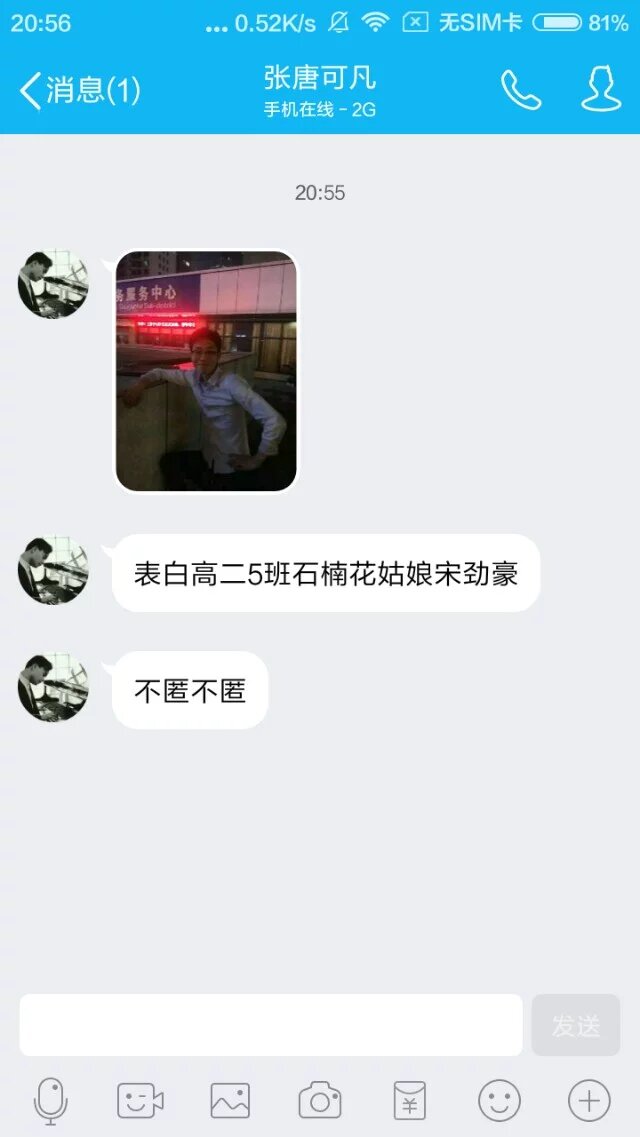 20:56
... 0.52K/s 无SIM卡 81%
消息(1)
张唐可凡
手机在线 - 2G
20:55
务服务中心
表白高二5班石楠花姑娘宋劲豪
不匿不匿
发送